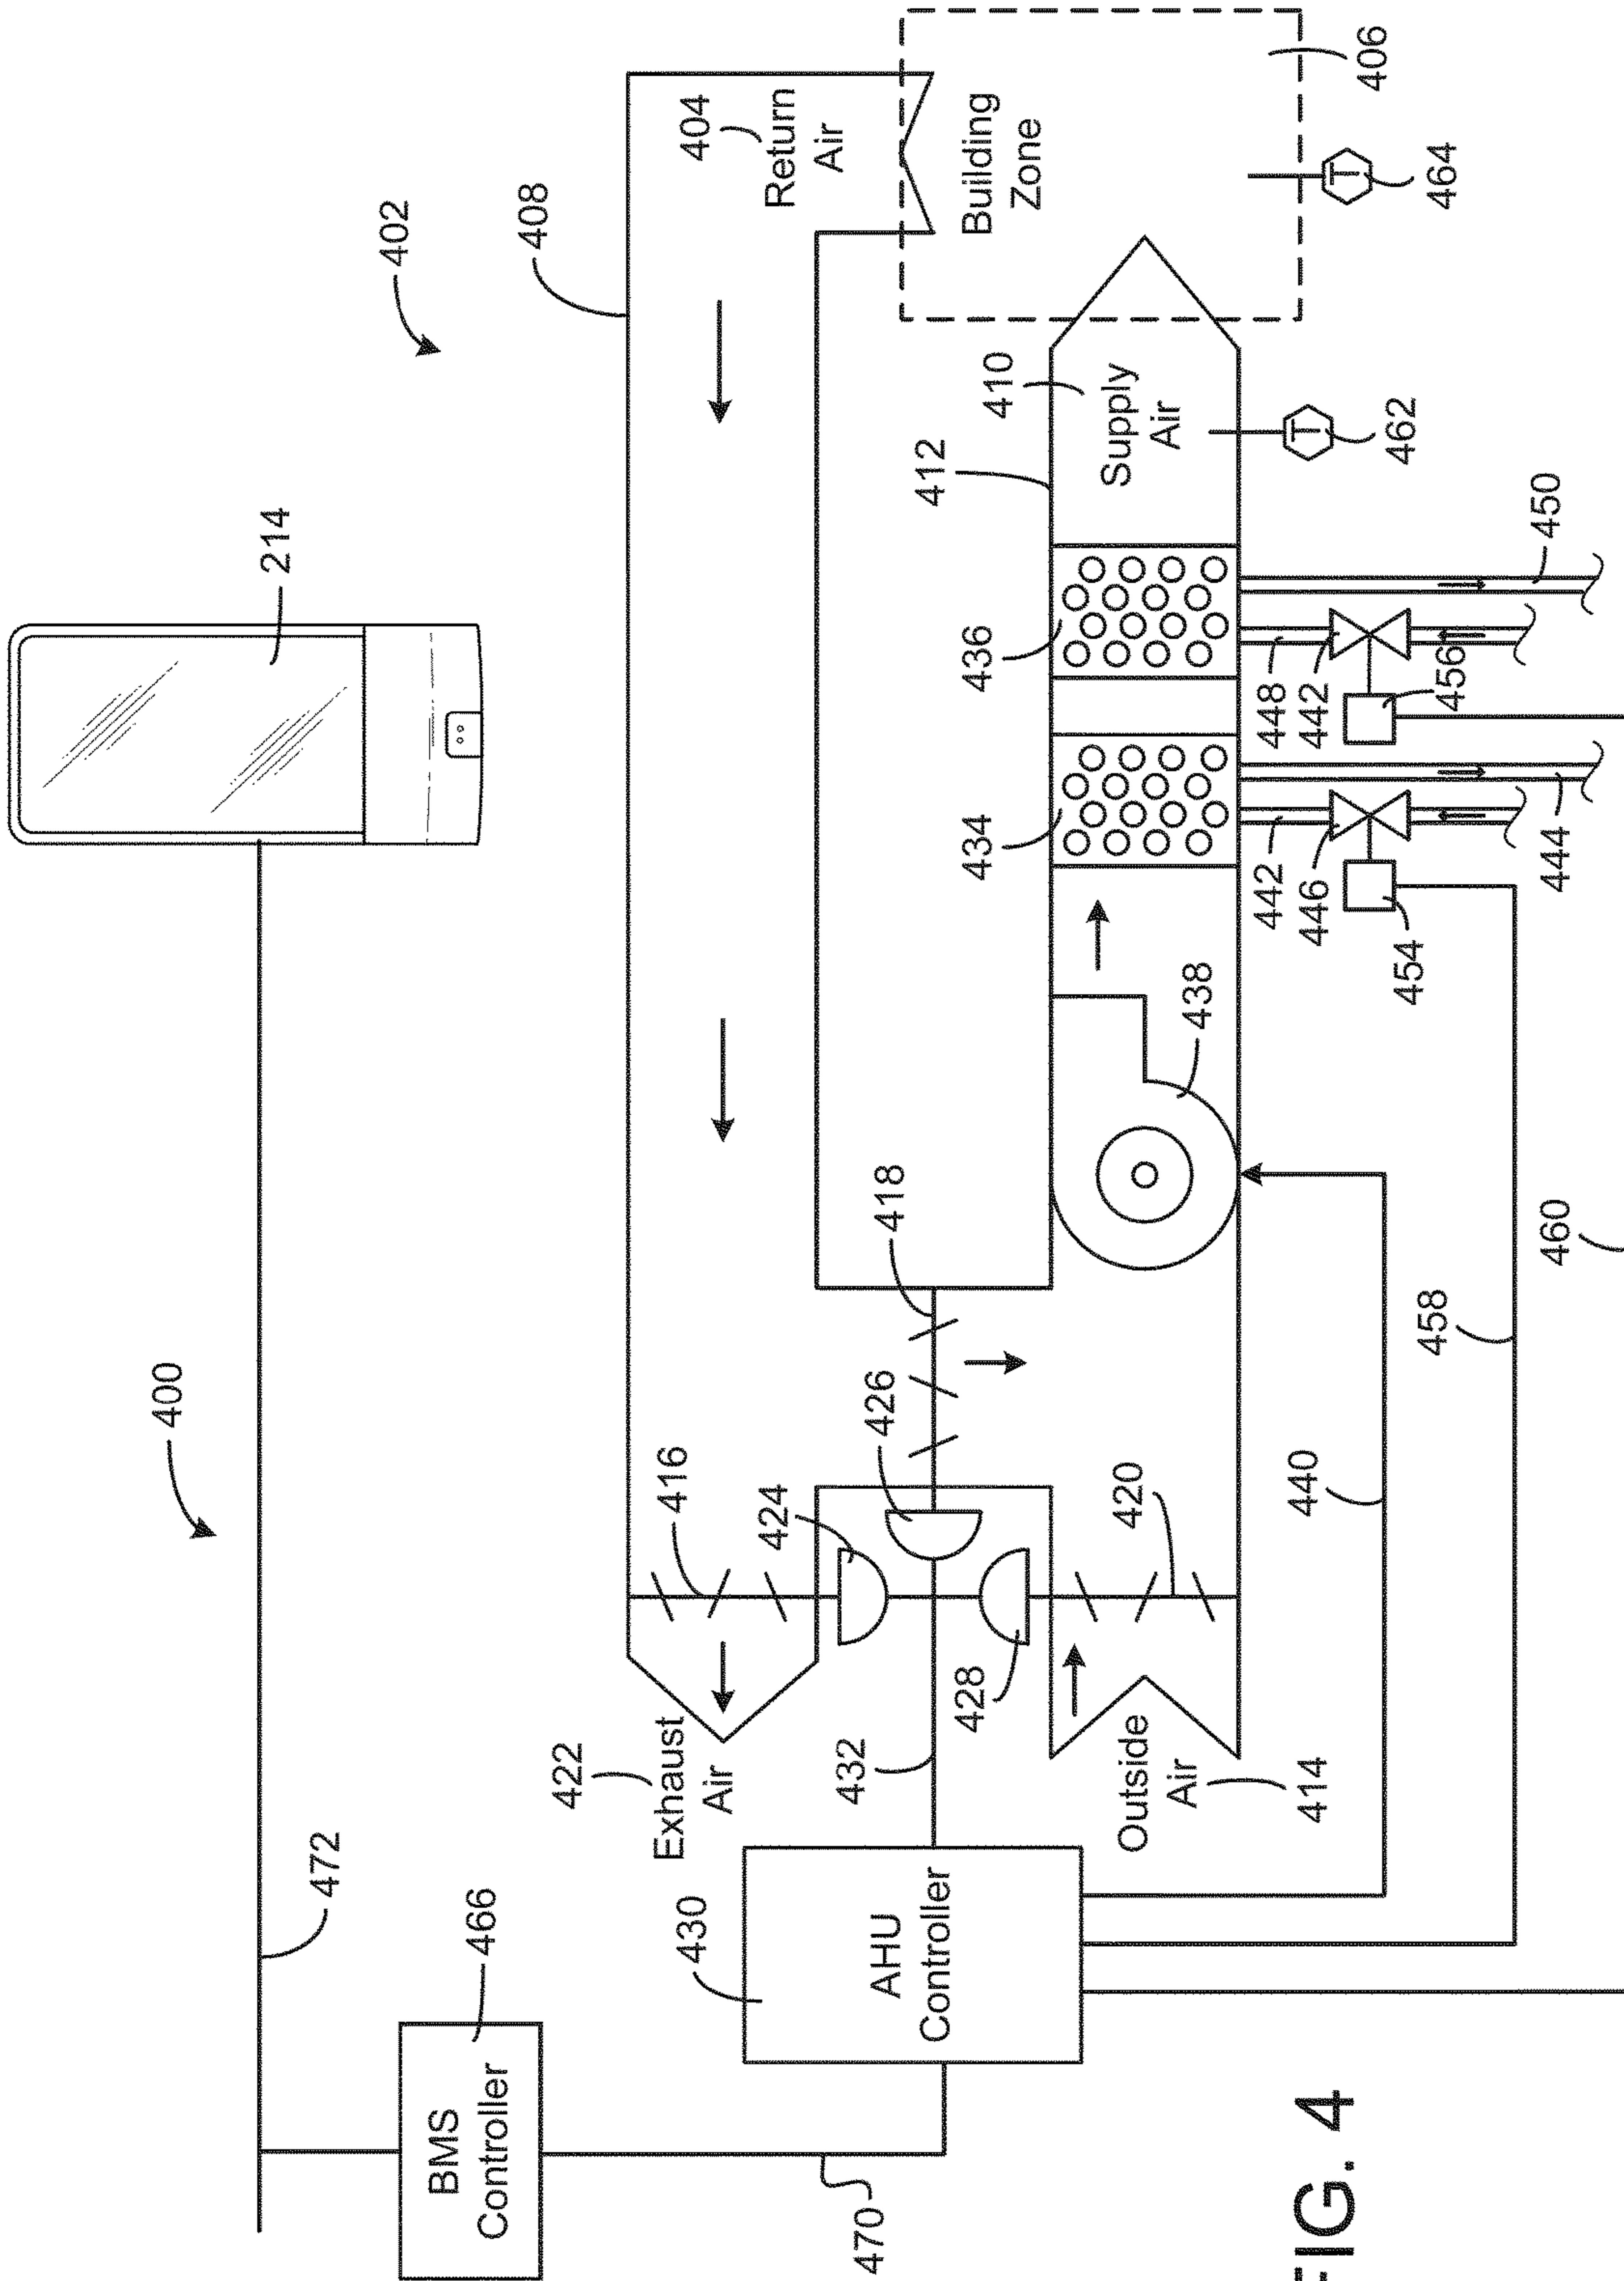 400
402
214
472
466
BMS
Controller
470
408
404
Return
Air
416
422
Exhaust
Air
424
426
418
430
AHU
Controller
432
428
Building
Zone
406
412
410
Supply
Air
434
436
438
Outside
Air
414
420
440
442
446
448
442
462
464
454
456
458
444
450
460
FIG. 4